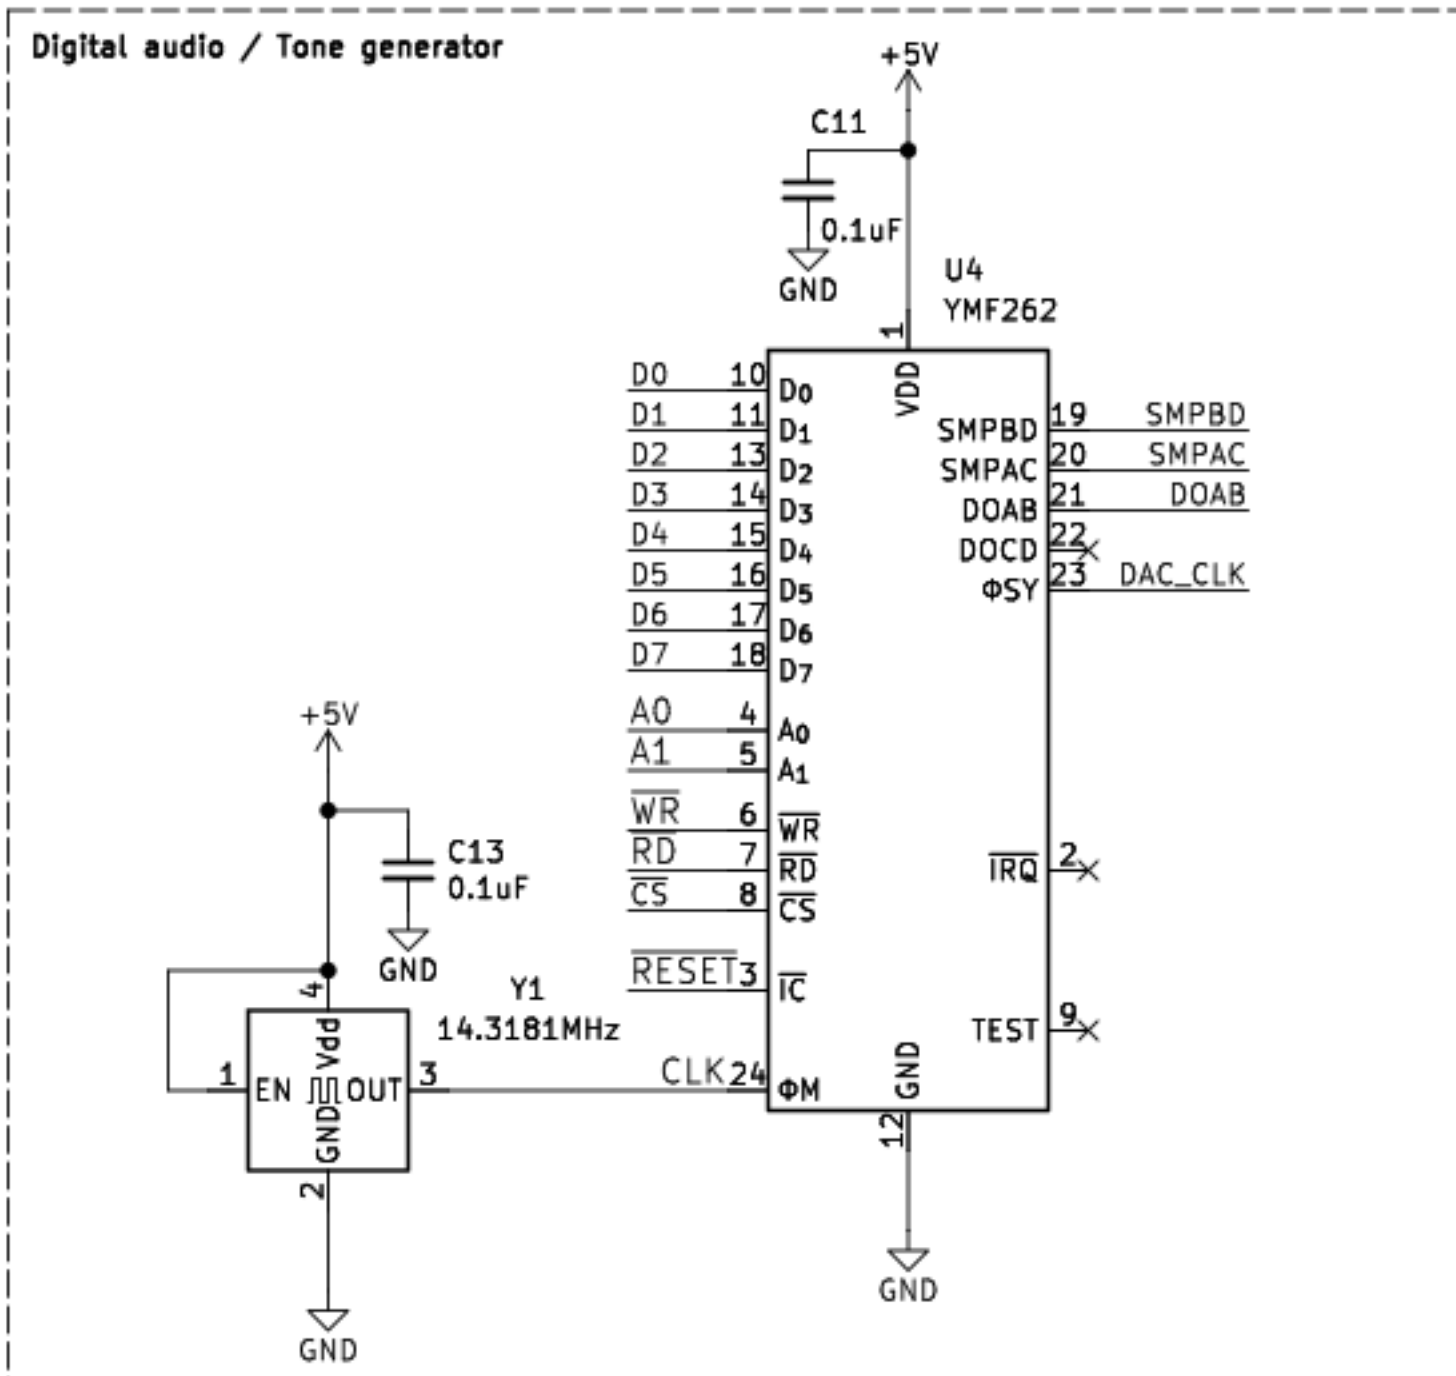 Digital audio / Tone generator
+5V
C11
0.1uF
GND
U4
YMF262
1
VDD
D0 10 D0
D1 11 D1
D2 13 D2
D3 14 D3
D4 15 D4
D5 16 D5
D6 17 D6
D7 18 D7
A0 4 A0
A1 5 A1
WR 6 WR
RD 7 RD
CS 8 CS
RESET 3 IC
CLK 24 ΦM
SMPBD 19 SMPBD
SMPAC 20 SMPAC
DOAB 21 DOAB
DOCD 22
ΦSY 23 DAC_CLK
IRQ 2
TEST 9
GND
12
GND
+5V
C13
0.1uF
GND
Y1
14.3181MHz
4
Vdd
1 EN OUT 3
GND
2
GND